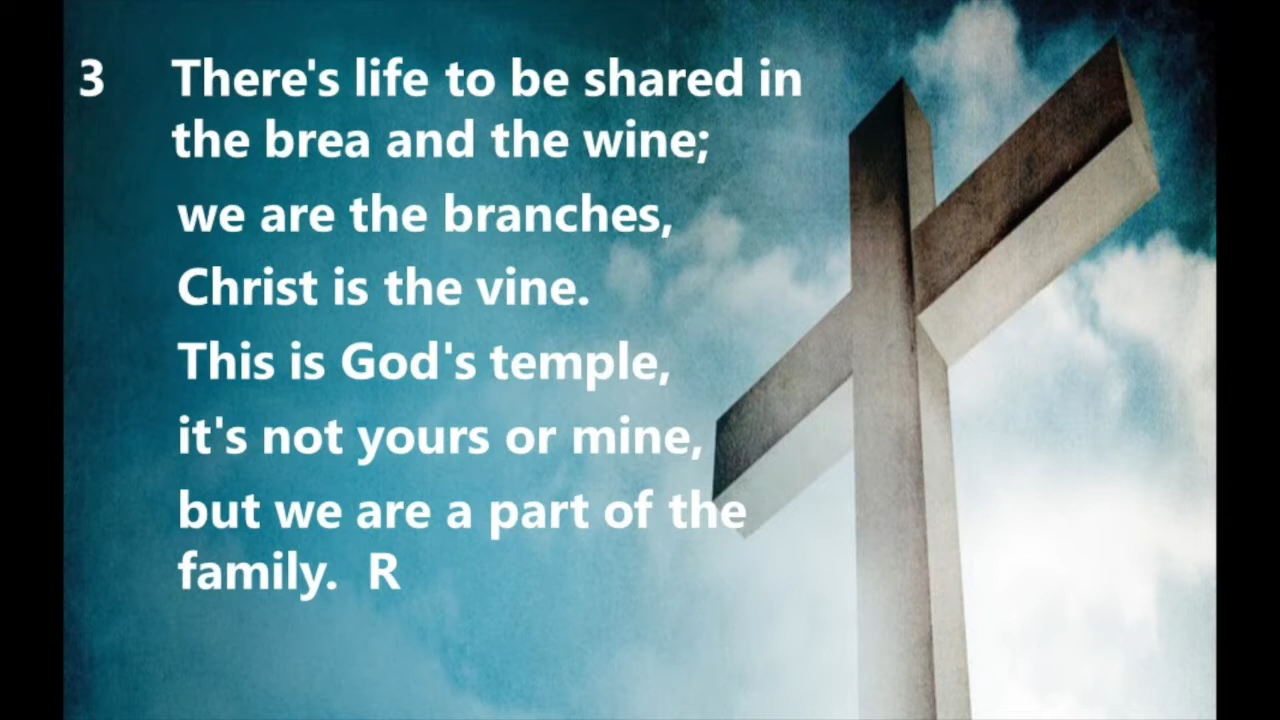 3 There's life to be shared in
the brea and the wine;
we are the branches,
Christ is the vine.
This is God's temple,
it's not yours or mine,
but we are a part of the
family. R